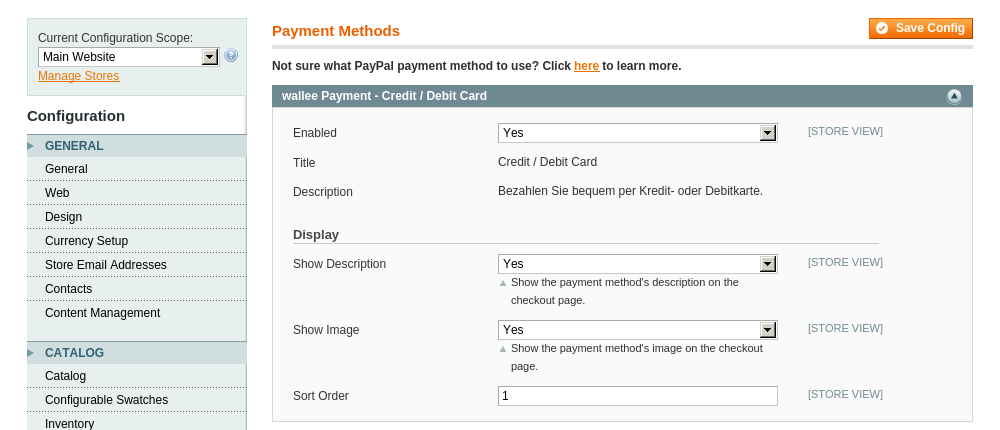 Current Configuration Scope:
Main Website
Manage Stores
Configuration
GENERAL
General
Web
Design
Currency Setup
Store Email Addresses
Contacts
Content Management
CATALOG
Catalog
Configurable Swatches
Inventory
Payment Methods
Save Config
Not sure what PayPal payment method to use? Click here to learn more.
wallee Payment - Credit / Debit Card
Enabled Yes [STORE VIEW]
Title Credit / Debit Card
Description Bezahlen Sie bequem per Kredit- oder Debitkarte.
Display
Show Description Yes [STORE VIEW]
Show the payment method's description on the
checkout page.
Show Image Yes [STORE VIEW]
Show the payment method's image on the checkout
page.
Sort Order 1 [STORE VIEW]